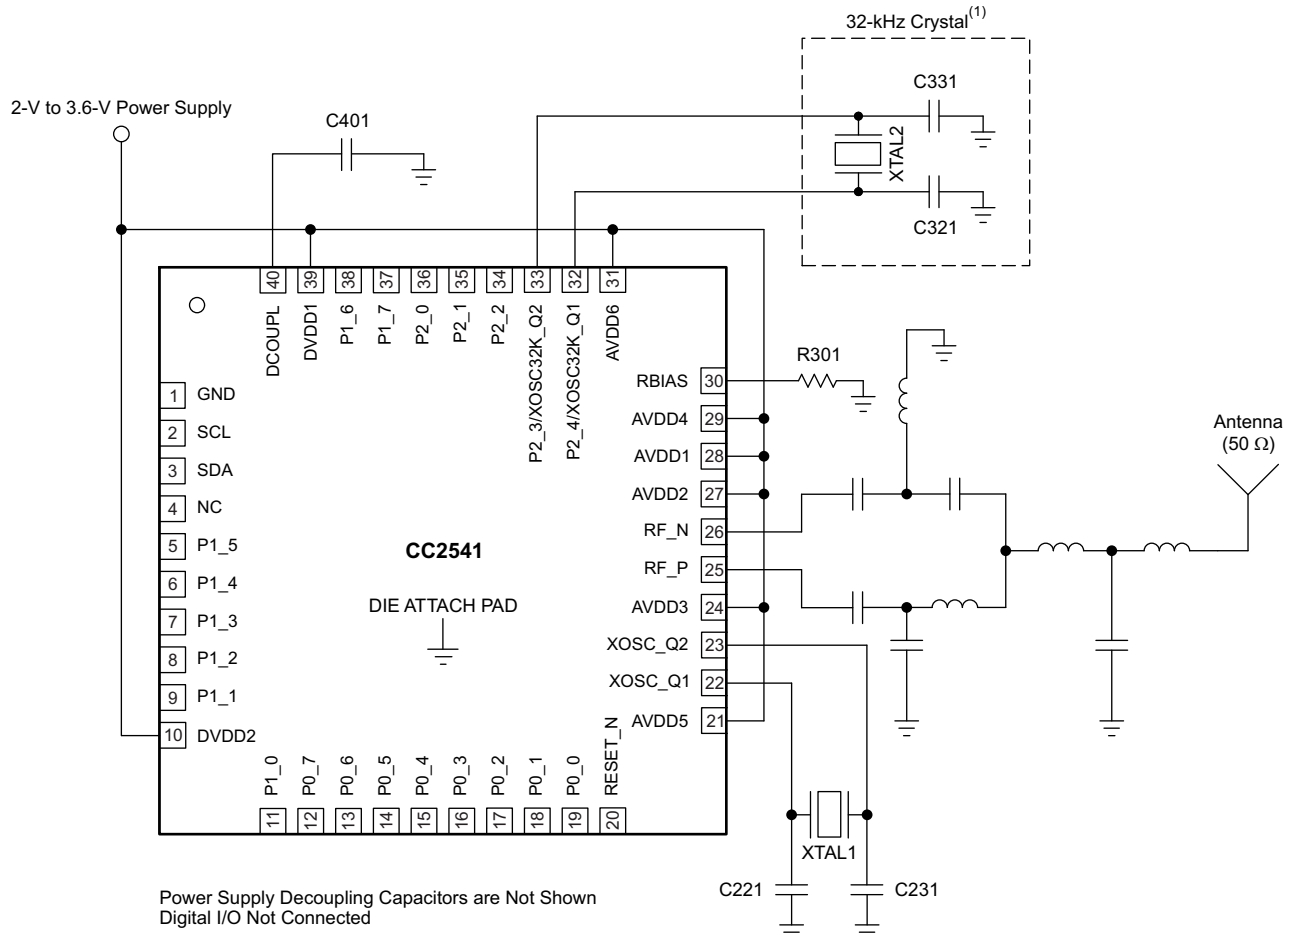 32-kHz Crystal(1)
C331
2-V to 3.6-V Power Supply
C401
XTAL2
C321
40
39
38
37
36
35
34
33
32
31
DCOUPL
DVDD1
P1_6
P1_7
P2_0
P2_1
P2_2
P2_3/XOSC32K_Q2
P2_4/XOSC32K_Q1
AVDD6
R301
RBIAS 30
1 GND
AVDD4 29
2 SCL
AVDD1 28
3 SDA
AVDD2 27
4 NC
RF_N 26
5 P1_5
RF_P 25
6 P1_4
AVDD3 24
7 P1_3
XOSC_Q2 23
8 P1_2
XOSC_Q1 22
9 P1_1
AVDD5 21
10 DVDD2
Antenna
(50 Ω)
CC2541
DIE ATTACH PAD
P1_0
P0_7
P0_6
P0_5
P0_4
P0_3
P0_2
P0_1
P0_0
RESET_N
11
12
13
14
15
16
17
18
19
20
XTAL1
C221
C231
Power Supply Decoupling Capacitors are Not Shown
Digital I/O Not Connected